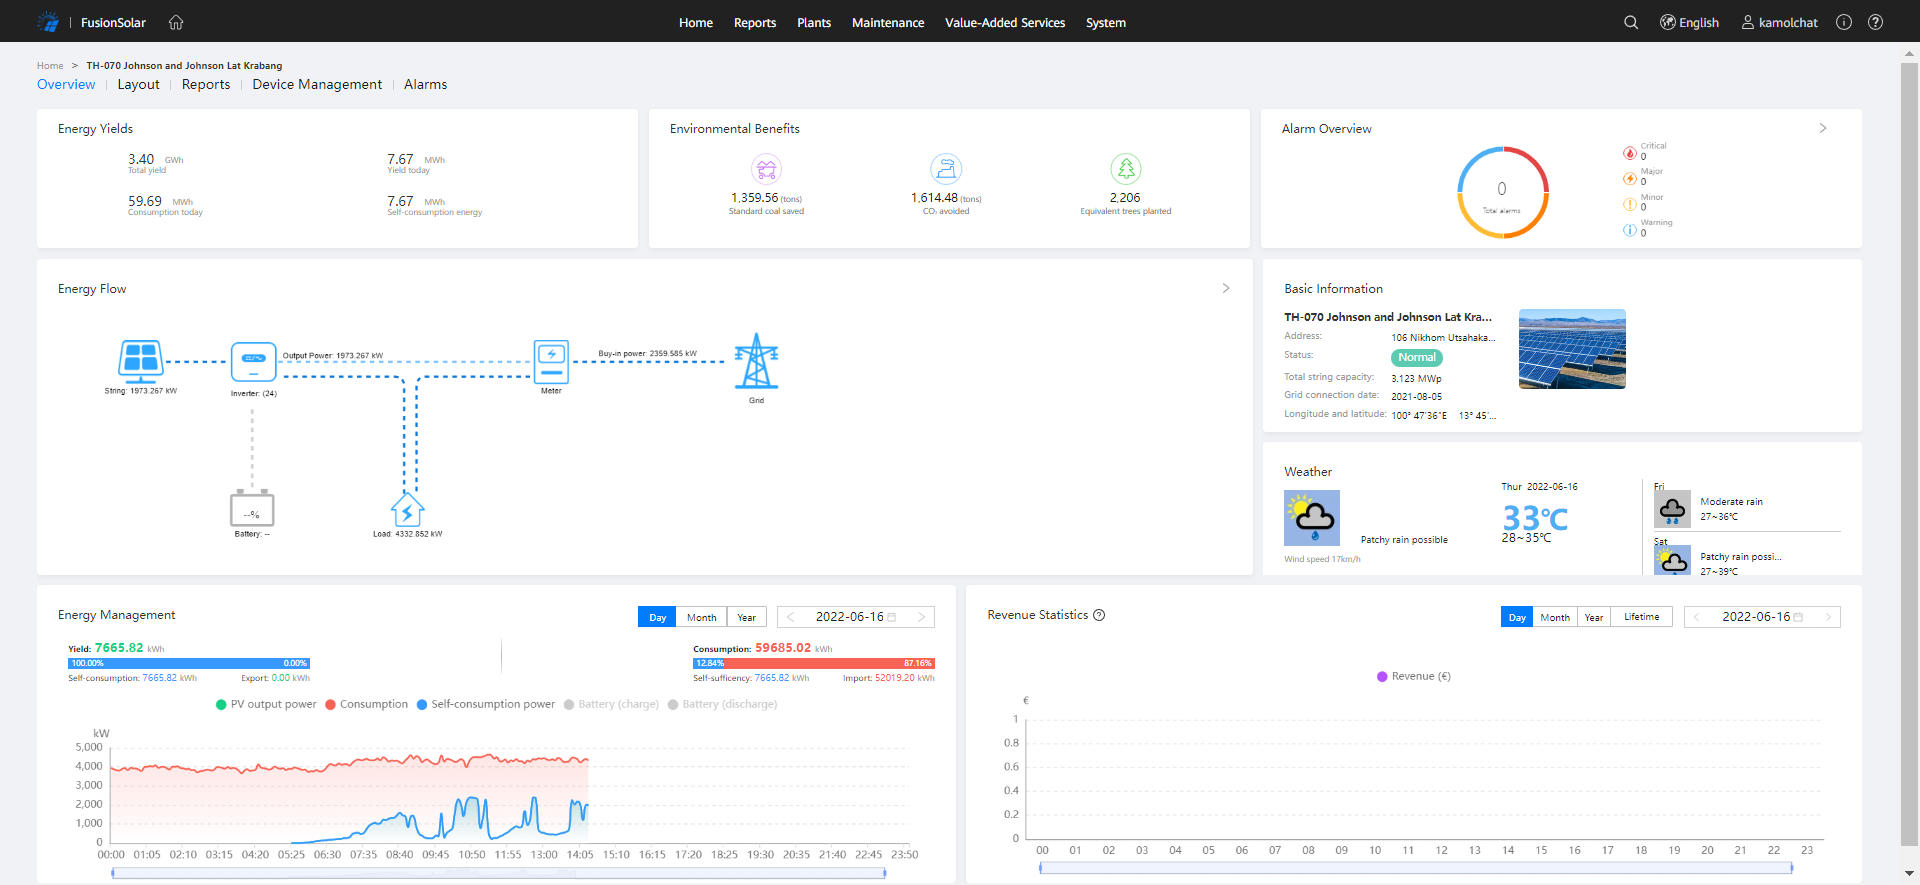 FusionSolar
Home Reports Plants Maintenance Value-Added Services System
English kamolchat
Home > TH-070 Johnson and Johnson Lat Krabang
Overview Layout Reports Device Management Alarms
Energy Yields
3.40 GWh
Total yield
7.67 MWh
Yield today
59.69 MWh
Consumption today
7.67 MWh
Self-consumption energy
Environmental Benefits
1,359.56 (tons)
Standard coal saved
1,614.48 (tons)
CO₂ avoided
2,206
Equivalent trees planted
Alarm Overview
0
Total alarms
Critical
0
Major
0
Minor
0
Warning
0
Energy Flow
String: 1973.267 kW
Output Power: 1973.267 kW
Inverter: (24)
Meter
Buy-in power: 2359.585 kW
Grid
--%
Battery: --
Load: 4332.852 kW
Basic Information
TH-070 Johnson and Johnson Lat Kra...
Address: 106 Nikhom Utsahaka...
Status: Normal
Total string capacity: 3.123 MWp
Grid connection date: 2021-08-05
Longitude and latitude: 100° 47'36"E 13° 45'...
Weather
Patchy rain possible
Wind speed 17km/h
Thur 2022-06-16
33℃
28~35℃
Fri
Moderate rain
27~36℃
Sat
Patchy rain possi...
27~39℃
Energy Management
Day Month Year
< 2022-06-16 >
Yield: 7665.82 kWh
100.00% 0.00%
Self-consumption: 7665.82 kWh Export: 0.00 kWh
Consumption: 59685.02 kWh
12.84% 87.16%
Self-sufficency: 7665.82 kWh Import: 52019.20 kWh
PV output power Consumption Self-consumption power Battery (charge) Battery (discharge)
kW
5,000
4,000
3,000
2,000
1,000
0
00:00 01:05 02:10 03:15 04:20 05:25 06:30 07:35 08:40 09:45 10:50 11:55 13:00 14:05 15:10 16:15 17:20 18:25 19:30 20:35 21:40 22:45 23:50
Revenue Statistics
Day Month Year Lifetime
< 2022-06-16 >
Revenue (€)
€
1
0.8
0.6
0.4
0.2
0
00 01 02 03 04 05 06 07 08 09 10 11 12 13 14 15 16 17 18 19 20 21 22 23